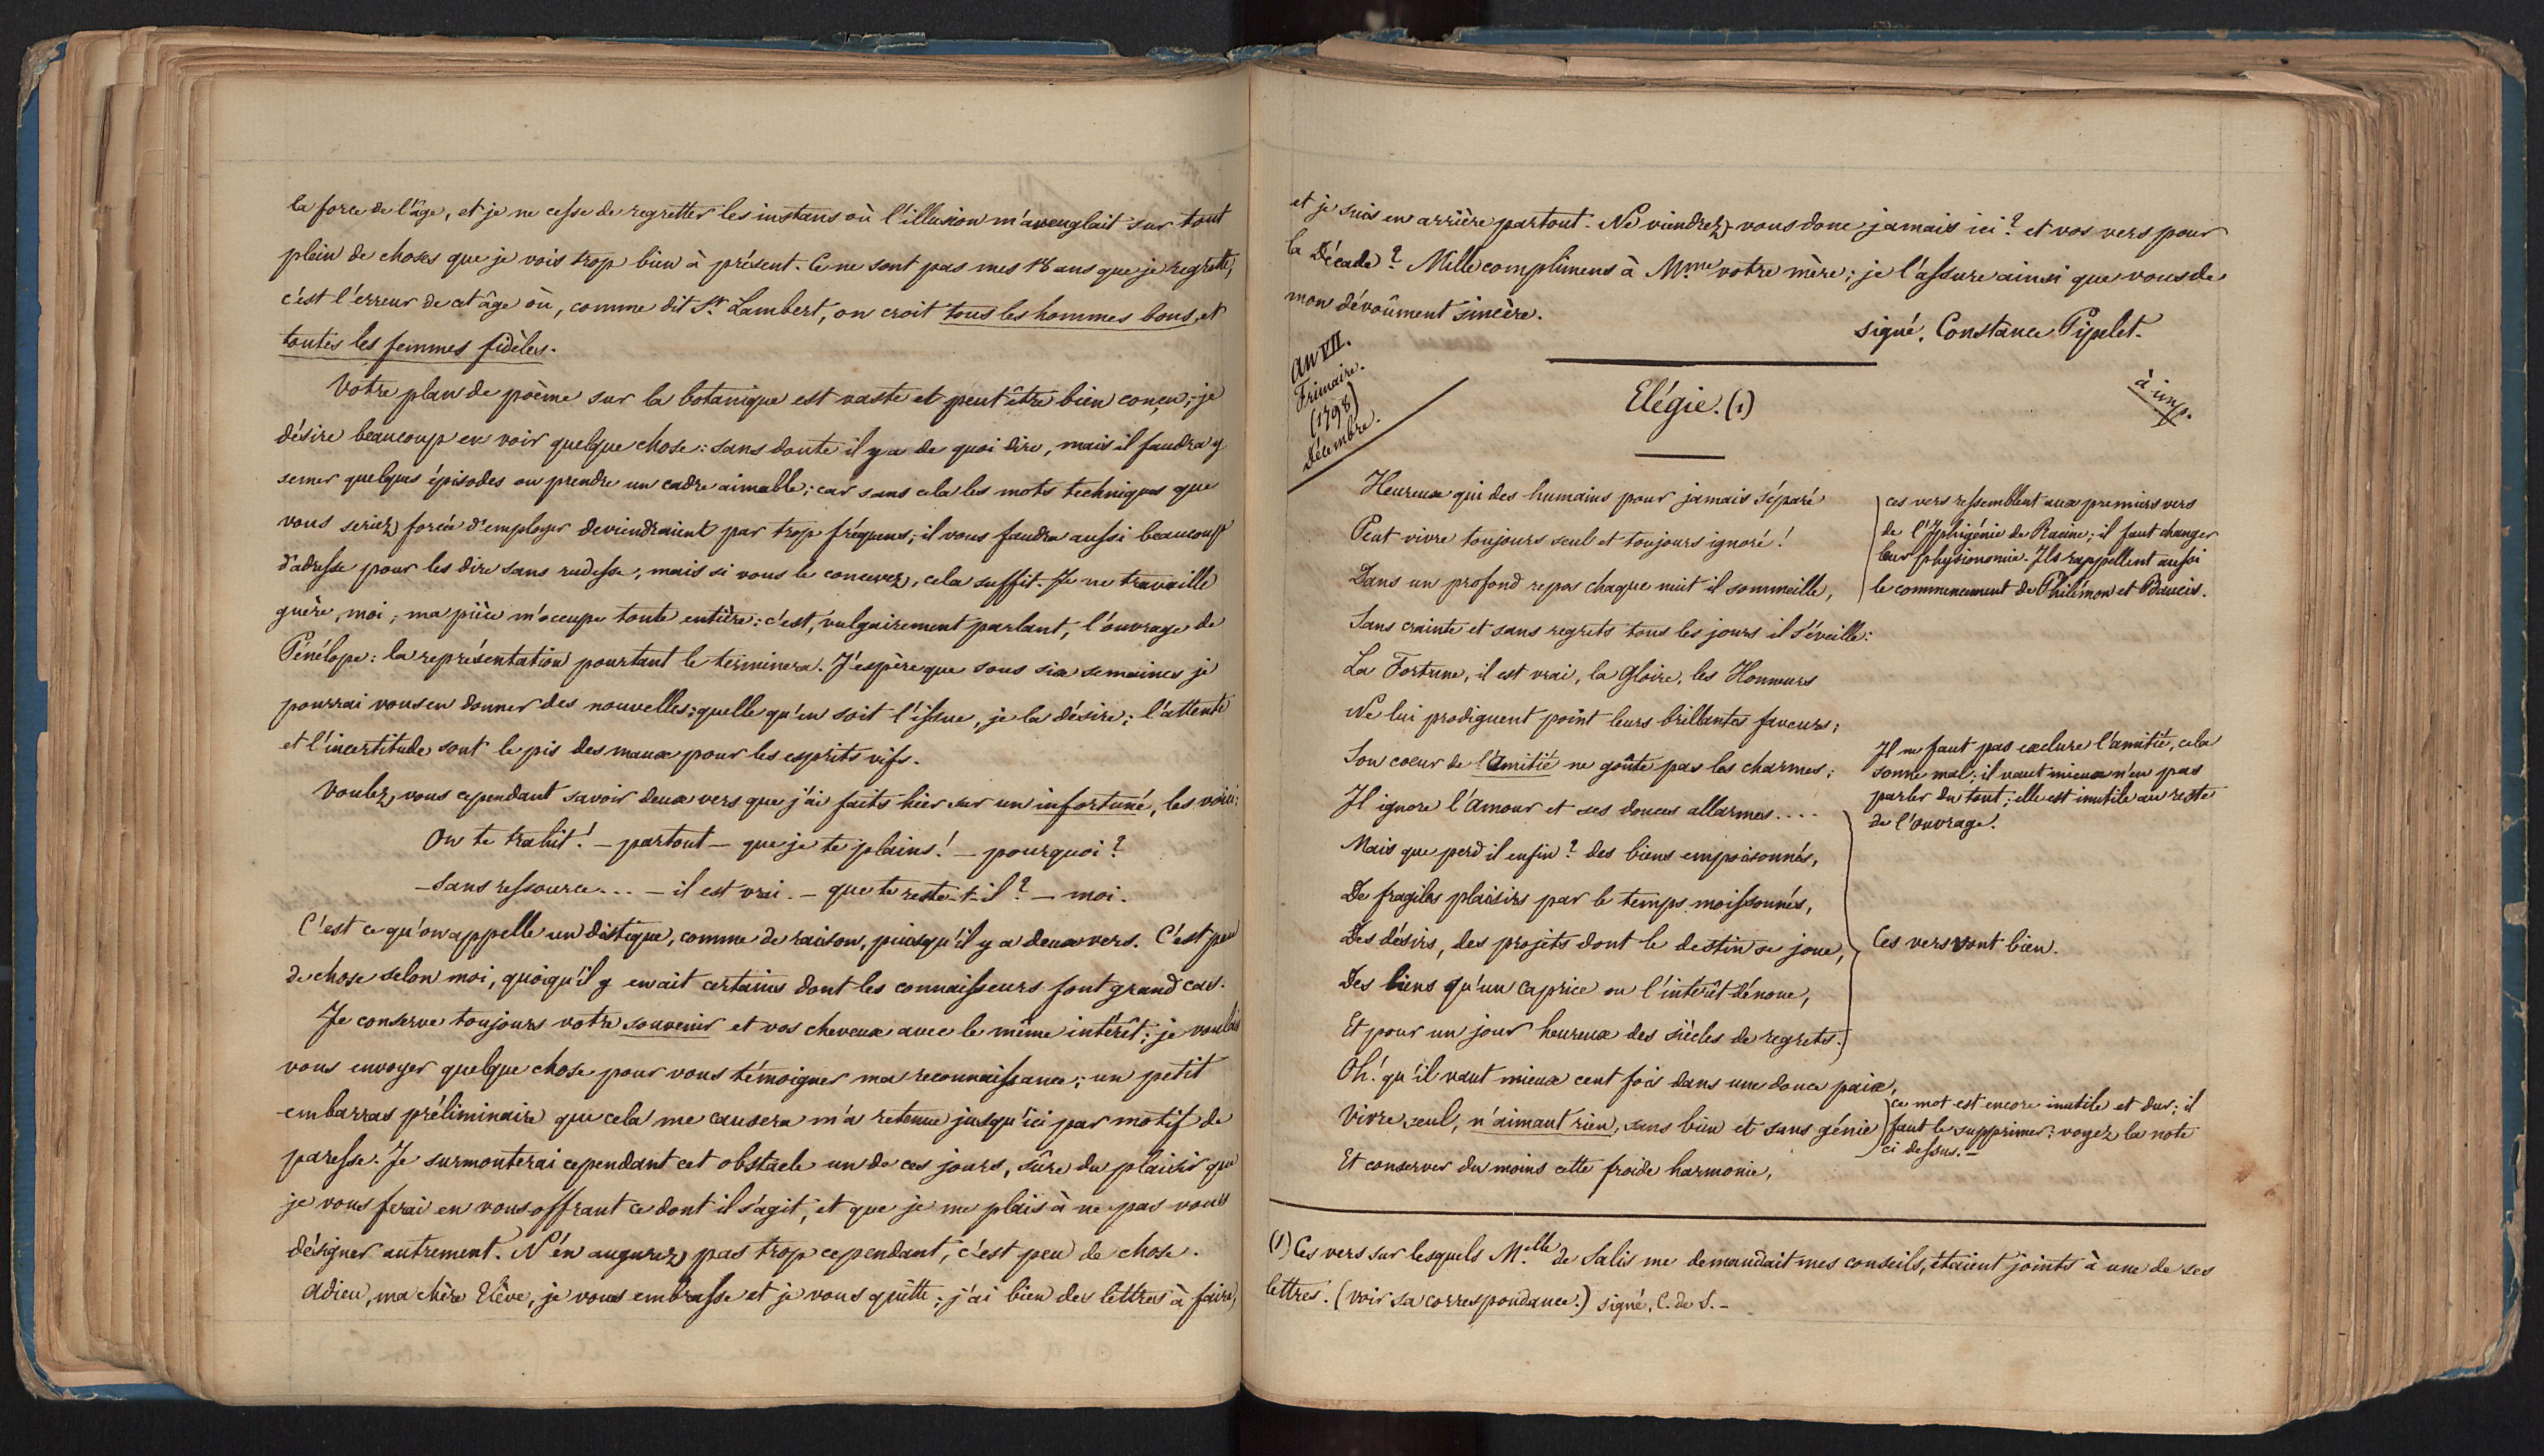 la force de l'âge, et je ne cesse de regretter les instans où l'illusion m'aveuglait sur tout
plein de choses que je vois trop bien à présent. Ce ne sont pas mes 18 ans que je regrette,
c'est l'erreur de cet âge où, comme dit St. Lambert, on croit tous les hommes bons, et
toutes les femmes fidèles.
Votre plan de poème sur la botanique est vaste et peut être bien conçu; je
désire beaucoup en voir quelque chose: sans doute il y a de quoi dire, mais il faudra y
semer quelques épisodes ou prendre un cadre aimable; car sans cela les mots techniques que
vous seriez forcée d'employer deviendraient par trop fréquens; il vous faudra aussi beaucoup
d'adresse pour les dire sans rudesse; mais si vous le concevez, cela suffit. Je ne travaille
guère, moi; ma pièce m'occupe toute entière: c'est, vulgairement parlant, l'ouvrage de
Pénélope: la représentation pourtant le terminera. J'espère que sous six semaines je
pourrai vous en donner des nouvelles; quelle qu'en soit l'issue, je la désire; l'attente
et l'incertitude sont le pis des maux pour les esprits vifs.
Voulez vous cependant savoir deux vers que j'ai faits hier sur un infortuné, les voici:
On te trahit! – partout – que je te plains! – pourquoi?
– Sans ressource... – il est vrai. – que te reste-t-il? – moi.
C'est ce qu'on appelle un distique, comme de raison, puisqu'il y a deux vers. C'est peu
de chose selon moi, quoiqu'il y en ait certains dont les connaisseurs font grand cas.
Je conserve toujours votre souvenir et vos cheveux avec le même intérêt; je voulais
vous envoyer quelque chose pour vous témoigner ma reconnaissance; un petit
embarras préliminaire que cela me causera m'a retenue jusqu'ici par motif de
paresse. Je surmonterai cependant cet obstacle un de ces jours, sûre du plaisir que
je vous ferai en vous offrant ce dont il s'agit, et que je me plais à ne pas vous
désigner autrement. N'en augurez pas trop cependant, c'est peu de chose.
Adieu, ma chère Elève, je vous embrasse et je vous quitte; j'ai bien des lettres à faire,
et je suis en arrière partout. Ne viendrez-vous donc jamais ici? et vos vers pour
la Décade? Mille complimens à Mme votre mère; je l'assure ainsi que vous de
mon dévoûment sincère.
signé, Constance Pipelet.
An VII.
Frimaire.
(1798)
Décembre.
Elégie. (1)
à imp.
Heureux qui des humains pour jamais séparé
Peut vivre toujours seul et toujours ignoré!
Dans un profond repos chaque nuit il sommeille,
ces vers ressemblent aux premiers vers
de l'Iphigénie de Racine; il faut changer
leur physionomie. Ils rappellent aussi
le commencement de Philémon et Baucis.
Sans crainte et sans regrets tous les jours il s'éveille:
La Fortune, il est vrai, la Gloire, les Honneurs
Ne lui prodiguent point leurs brillantes faveurs;
Son coeur de l'Amitié ne goûte pas les charmes;
Il ignore l'Amour et ses douces allarmes....
Il ne faut pas exclure l'amitié, cela
sonne mal; il vaut mieux n'en pas
parler du tout; elle est inutile au reste
de l'ouvrage.
Mais que perd il enfin? des biens empoisonnés,
De fragiles plaisirs par le temps moissonnés,
Des désirs, des projets dont le destin se joue,
Ces vers vont bien.
Des liens qu'un caprice ou l'intérêt dénoue,
Et pour un jour heureux des siècles de regrets.
Oh! qu'il vaut mieux cent fois dans une douce paix,
Vivre seul, n'aimant rien, sans bien et sans génie
ce mot est encore inutile et dur; il
faut le supprimer: voyez la note
ci dessus.–
Et conserver du moins cette froide harmonie,
(1) Ces vers sur lesquels Melle de Salis me demandait mes conseils, étaient joints à une de ses
lettres. (voir sa correspondance.) signé, C. de S. –